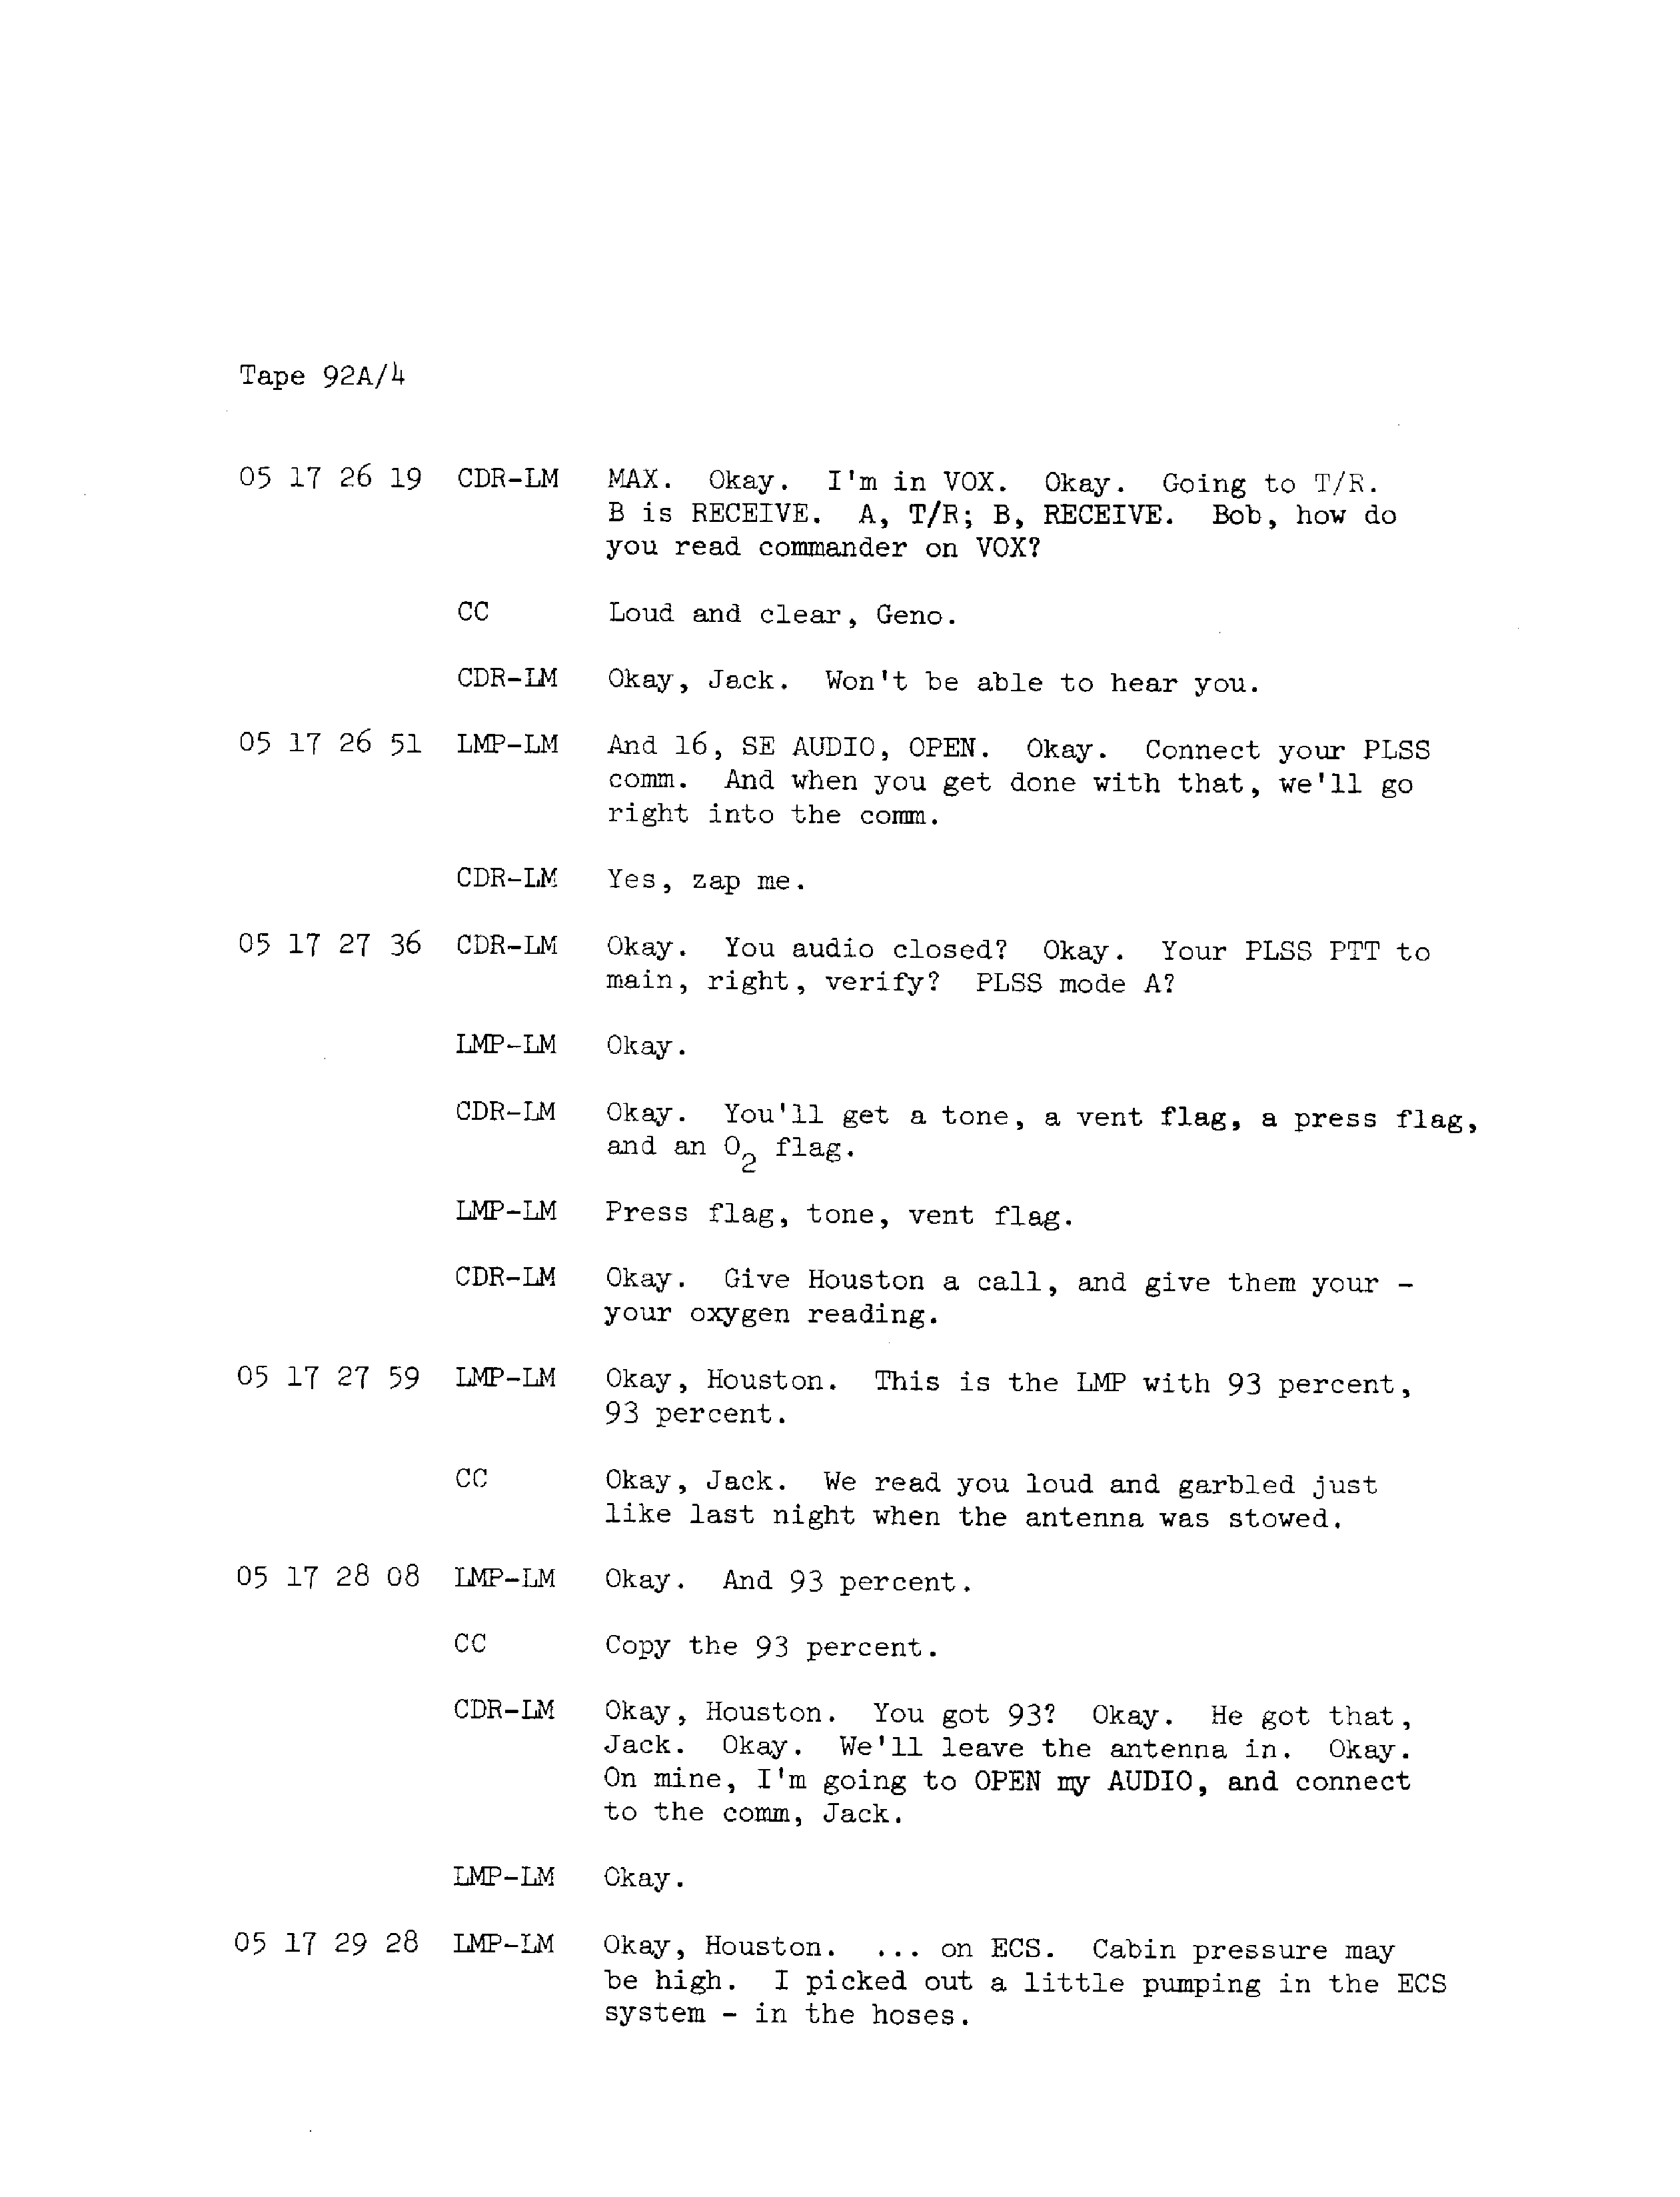 Tape 92A/4
05 17 26 19 CDR-LM MAX. Okay. I'm in VOX. Okay. Going to T/R.
B is RECEIVE. A, T/R; B, RECEIVE. Bob, how do
you read commander on VOX?
CC Loud and clear, Geno.
CDR-LM Okay, Jack. Won't be able to hear you.
05 17 26 51 LMP-LM And 16, SE AUDIO, OPEN. Okay. Connect your PLSS
comm. And when you get done with that, we'll go
right into the comm.
CDR-LM Yes, zap me.
05 17 27 36 CDR-LM Okay. You audio closed? Okay. Your PLSS PTT to
main, right, verify? PLSS mode A?
LMP-LM Okay.
CDR-LM Okay. You'll get a tone, a vent flag, a press flag,
and an O2 flag.
LMP-LM Press flag, tone, vent flag.
CDR-LM Okay. Give Houston a call, and give them your -
your oxygen reading.
05 17 27 59 LMP-LM Okay, Houston. This is the LMP with 93 percent,
93 percent.
CC Okay, Jack. We read you loud and garbled just
like last night when the antenna was stowed.
05 17 28 08 LMP-LM Okay. And 93 percent.
CC Copy the 93 percent.
CDR-LM Okay, Houston. You got 93? Okay. He got that,
Jack. Okay. We'll leave the antenna in. Okay.
On mine, I'm going to OPEN my AUDIO, and connect
to the comm, Jack.
LMP-LM Okay.
05 17 29 28 LMP-LM Okay, Houston. ... on ECS. Cabin pressure may
be high. I picked out a little pumping in the ECS
system - in the hoses.